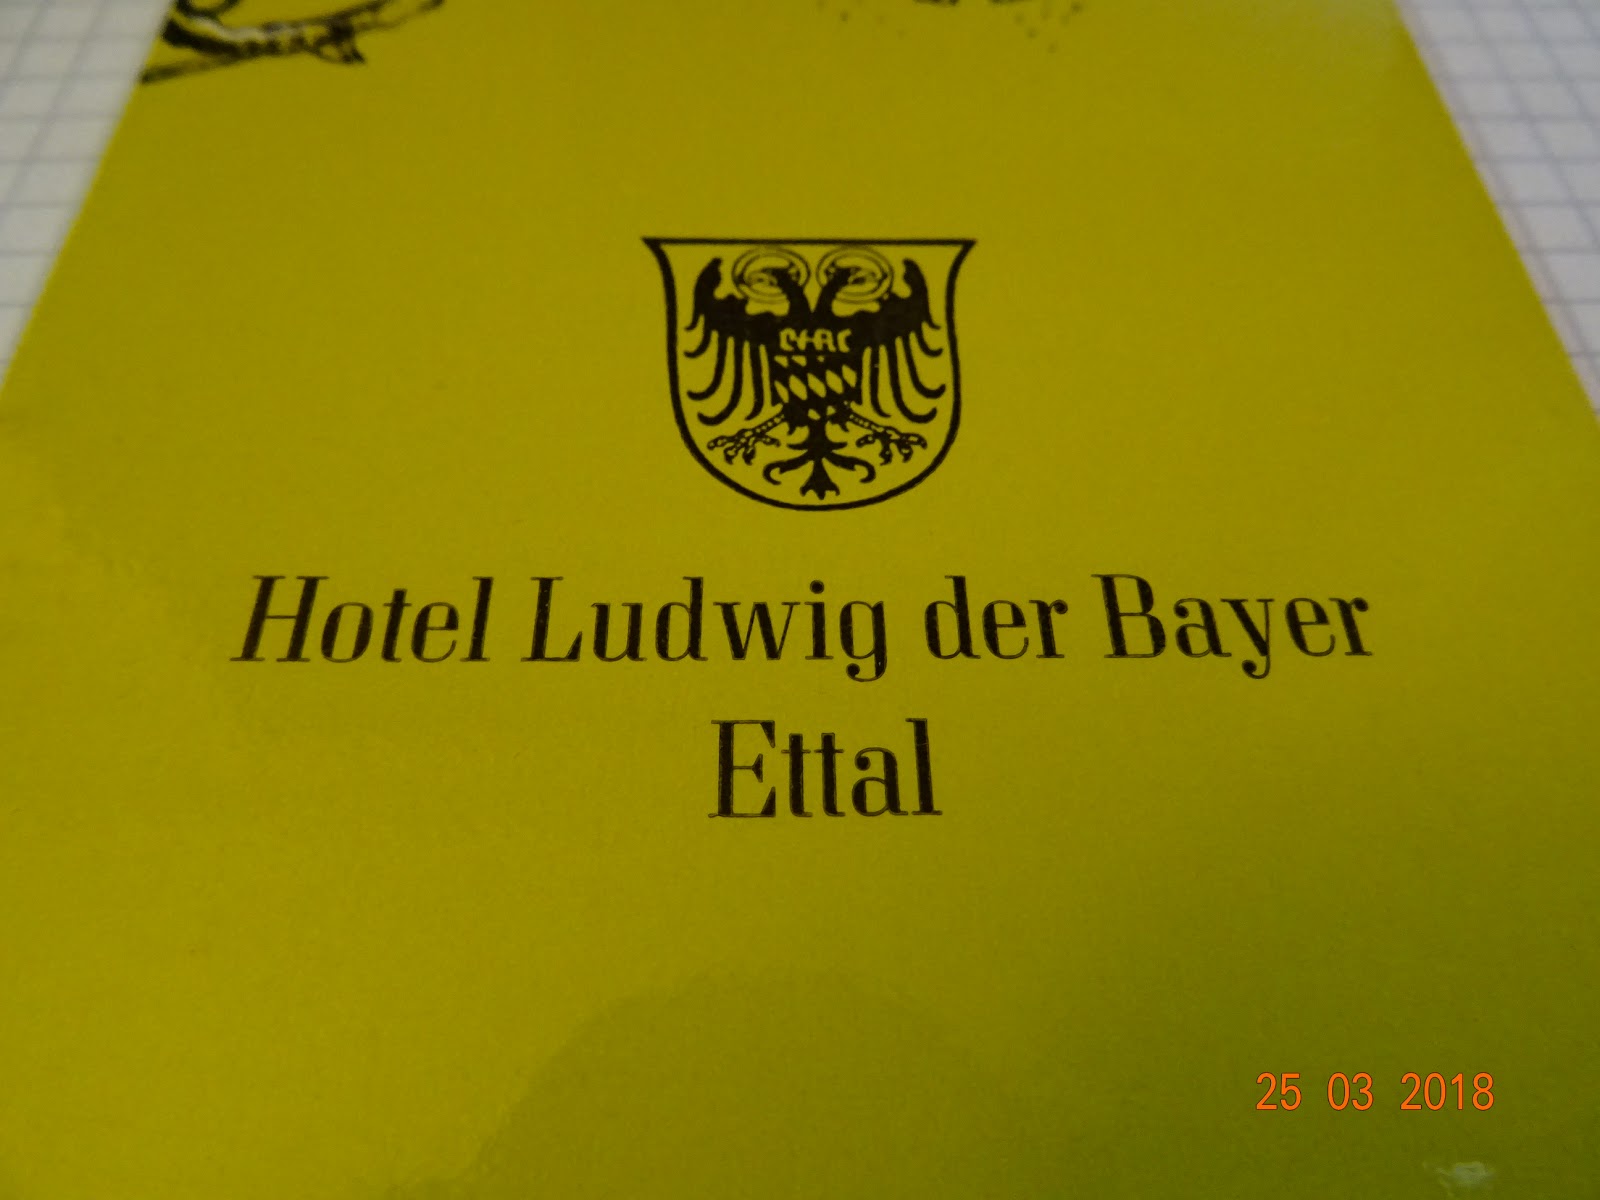 Hotel Ludwig der Bayer
Ettal
25 03 2018